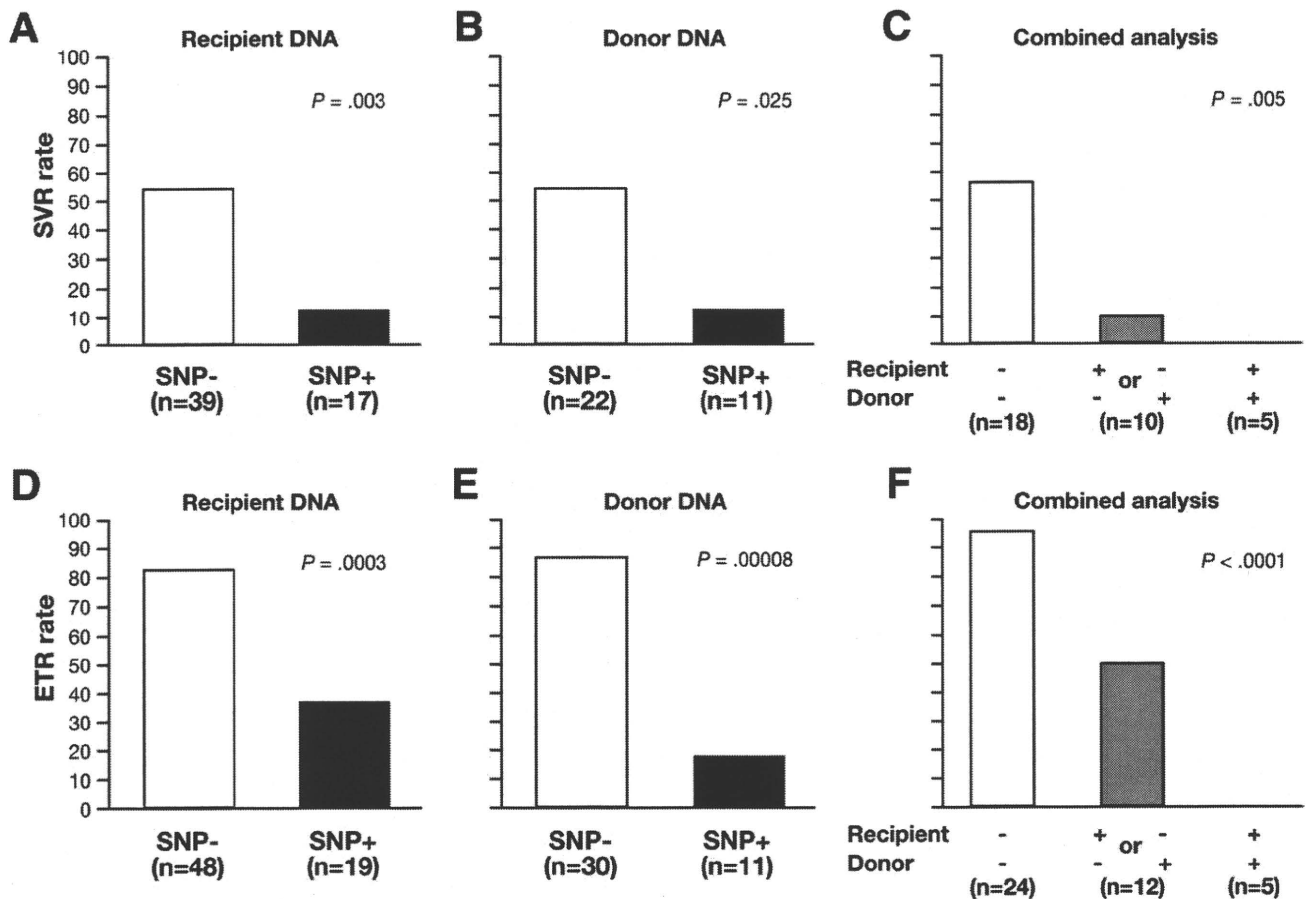 A
Recipient DNA
100
90
80
70
60
50
40
30
20
10
0
SVR rate
P = .003
SNP- SNP+
(n=39) (n=17)
B
Donor DNA
P = .025
SNP- SNP+
(n=22) (n=11)
C
Combined analysis
P = .005
Recipient - + or - +
Donor - - + +
(n=18) (n=10) (n=5)
D
Recipient DNA
100
90
80
70
60
50
40
30
20
10
0
ETR rate
P = .0003
SNP- SNP+
(n=48) (n=19)
E
Donor DNA
P = .00008
SNP- SNP+
(n=30) (n=11)
F
Combined analysis
P < .0001
Recipient - + or - +
Donor - - + +
(n=24) (n=12) (n=5)